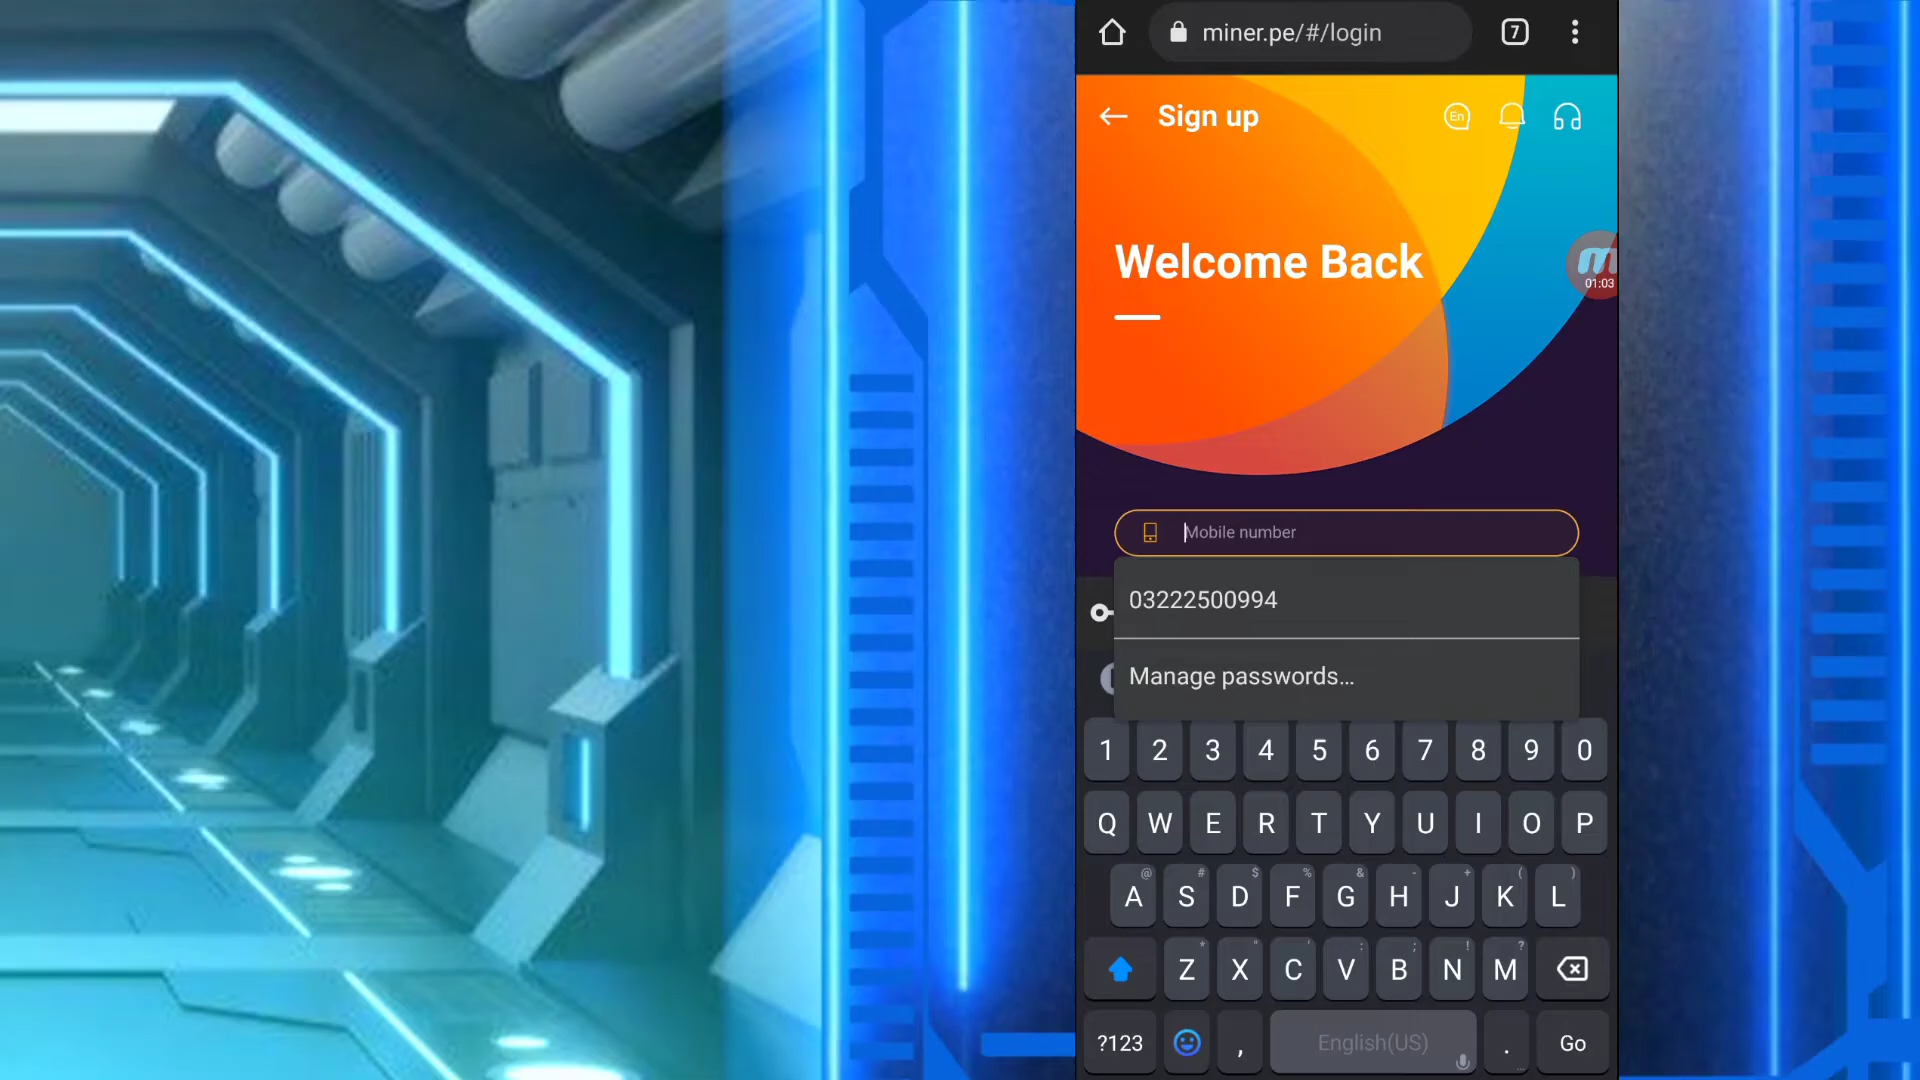 miner.pe/#/login
7
Sign up
En
Welcome Back
m
01:03
Mobile number
03222500994
Manage passwords...
1 2 3 4 5 6 7 8 9 0
Q W E R T Y U I O P
@ # $ % & - + ( )
A S D F G H J K L
* " ' : ; ! ?
Z X C V B N M
?123 , English(US) . Go